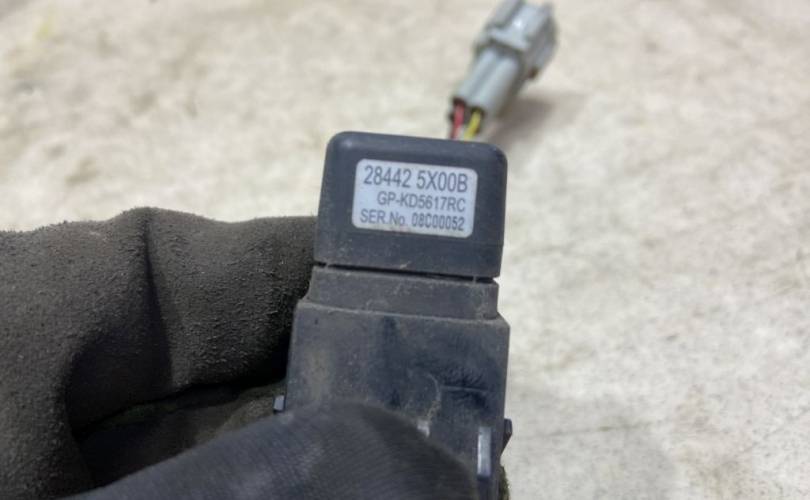 28442 5X00B
GP-KD5617RC
SER.No. 08C00052